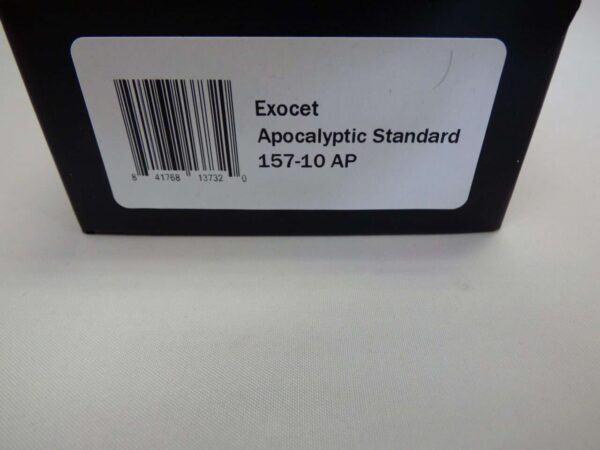 Exocet
Apocalyptic Standard
157-10 AP
8 41768 13732 0